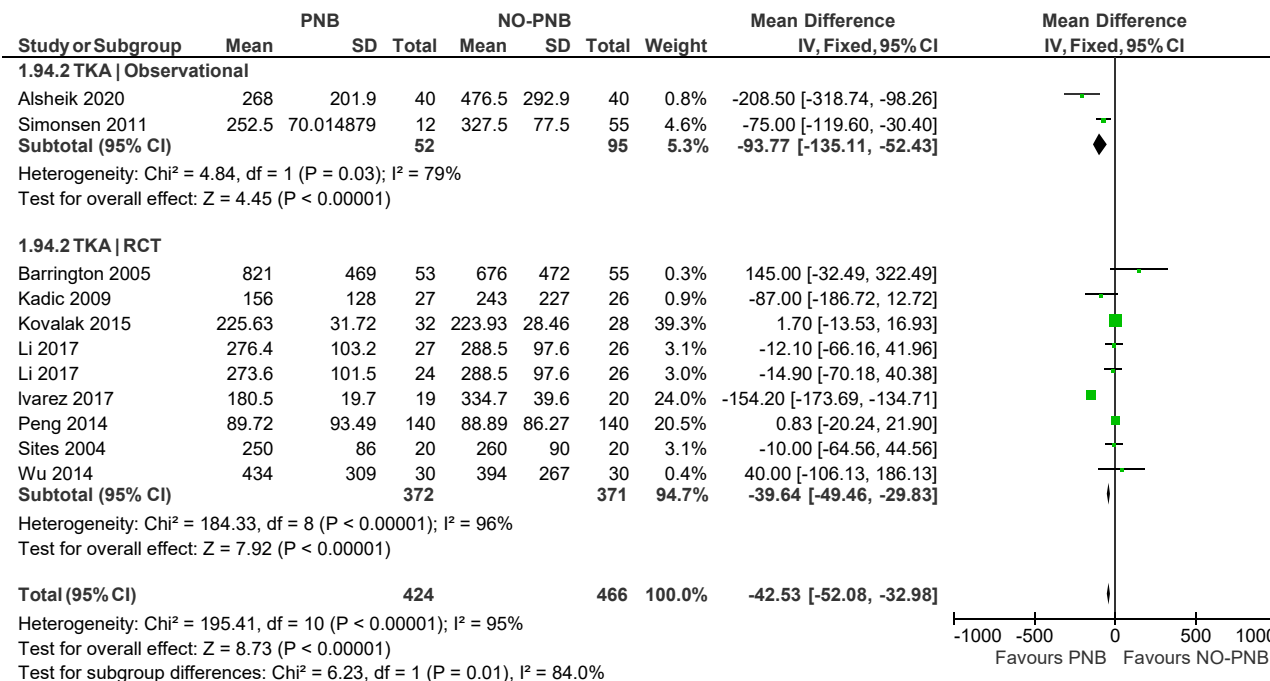 PNB NO-PNB Mean Difference Mean Difference
Study or Subgroup Mean SD Total Mean SD Total Weight IV, Fixed, 95% CI IV, Fixed, 95% CI
1.94.2 TKA | Observational
Alsheik 2020 268 201.9 40 476.5 292.9 40 0.8% -208.50 [-318.74, -98.26]
Simonsen 2011 252.5 70.014879 12 327.5 77.5 55 4.6% -75.00 [-119.60, -30.40]
Subtotal (95% CI) 52 95 5.3% -93.77 [-135.11, -52.43]
Heterogeneity: Chi² = 4.84, df = 1 (P = 0.03); I² = 79%
Test for overall effect: Z = 4.45 (P < 0.00001)
1.94.2 TKA | RCT
Barrington 2005 821 469 53 676 472 55 0.3% 145.00 [-32.49, 322.49]
Kadic 2009 156 128 27 243 227 26 0.9% -87.00 [-186.72, 12.72]
Kovalak 2015 225.63 31.72 32 223.93 28.46 28 39.3% 1.70 [-13.53, 16.93]
Li 2017 276.4 103.2 27 288.5 97.6 26 3.1% -12.10 [-66.16, 41.96]
Li 2017 273.6 101.5 24 288.5 97.6 26 3.0% -14.90 [-70.18, 40.38]
lvarez 2017 180.5 19.7 19 334.7 39.6 20 24.0% -154.20 [-173.69, -134.71]
Peng 2014 89.72 93.49 140 88.89 86.27 140 20.5% 0.83 [-20.24, 21.90]
Sites 2004 250 86 20 260 90 20 3.1% -10.00 [-64.56, 44.56]
Wu 2014 434 309 30 394 267 30 0.4% 40.00 [-106.13, 186.13]
Subtotal (95% CI) 372 371 94.7% -39.64 [-49.46, -29.83]
Heterogeneity: Chi² = 184.33, df = 8 (P < 0.00001); I² = 96%
Test for overall effect: Z = 7.92 (P < 0.00001)
Total (95% CI) 424 466 100.0% -42.53 [-52.08, -32.98]
Heterogeneity: Chi² = 195.41, df = 10 (P < 0.00001); I² = 95%
Test for overall effect: Z = 8.73 (P < 0.00001)
Test for subgroup differences: Chi² = 6.23, df = 1 (P = 0.01), I² = 84.0%
-1000 -500 0 500 1000
Favours PNB Favours NO-PNB